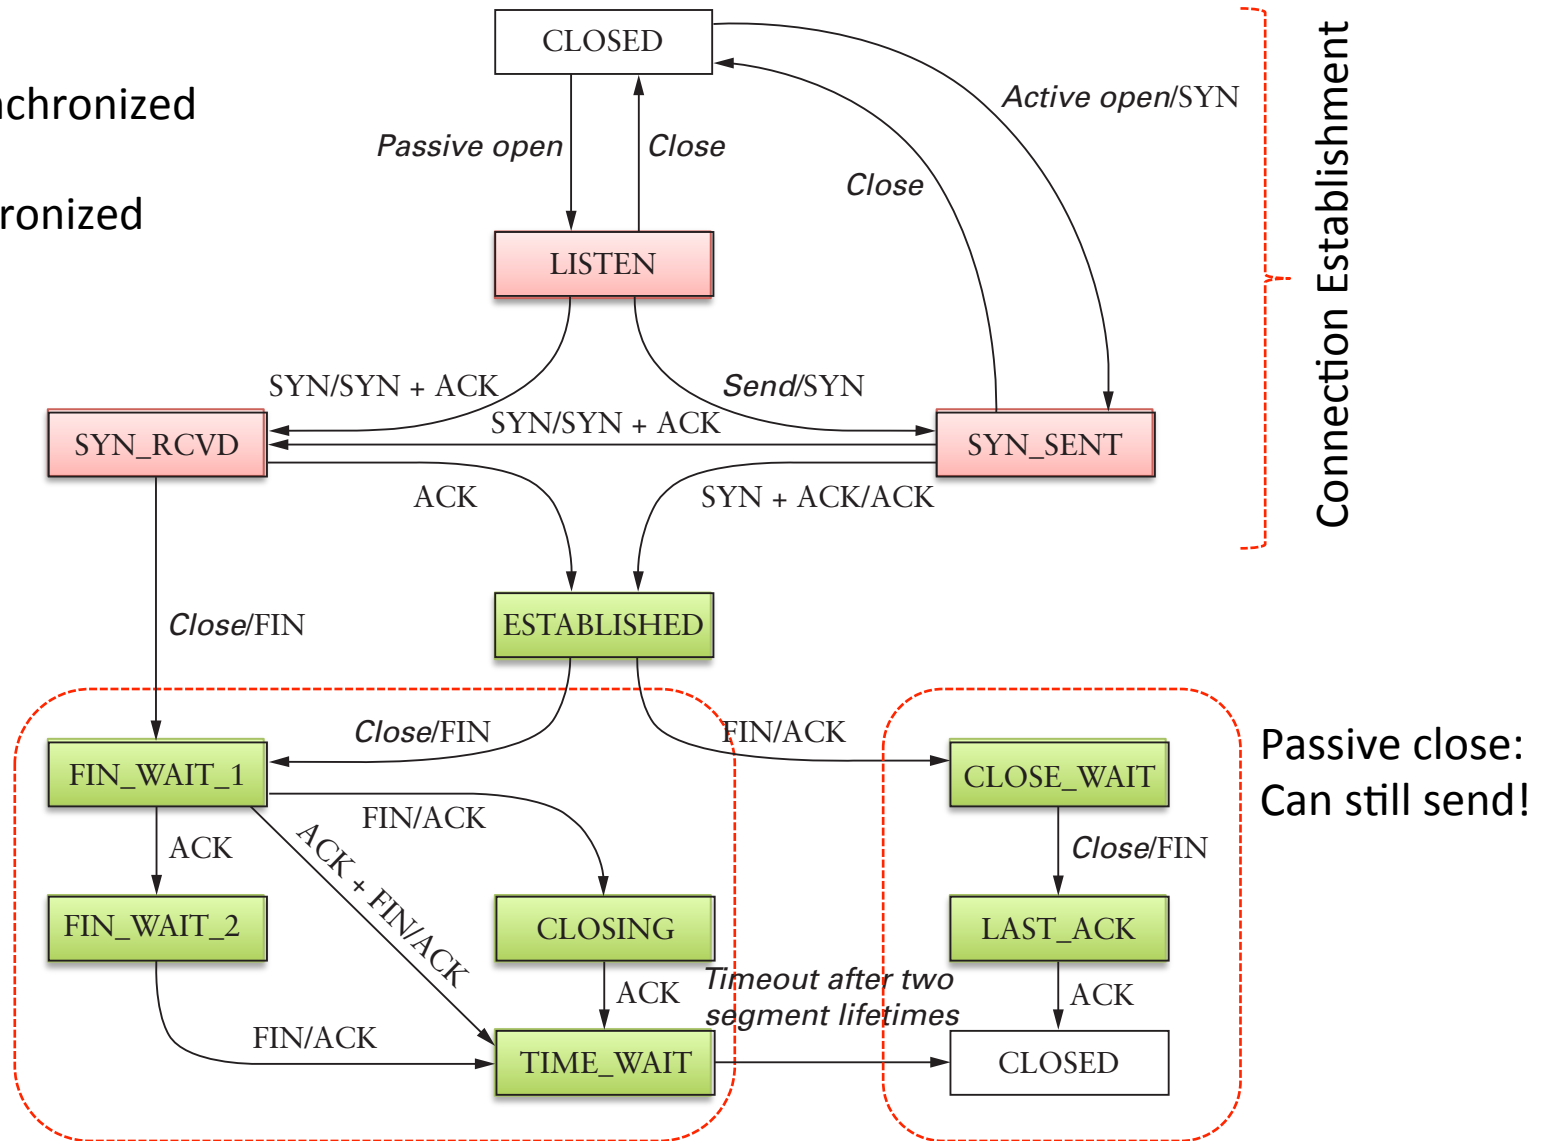 CLOSED
nchronized
Active open/SYN
Passive open
Close
Close
ronized
LISTEN
Connection Establishment
SYN/SYN + ACK
Send/SYN
SYN/SYN + ACK
SYN_RCVD
SYN_SENT
ACK
SYN + ACK/ACK
ESTABLISHED
Close/FIN
Close/FIN
FIN/ACK
Passive close:
Can still send!
FIN_WAIT_1
CLOSE_WAIT
FIN/ACK
ACK
ACK + FIN/ACK
Close/FIN
FIN_WAIT_2
CLOSING
LAST_ACK
ACK
Timeout after two
segment lifetimes
ACK
FIN/ACK
TIME_WAIT
CLOSED